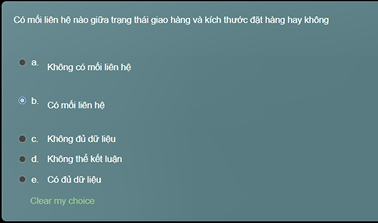 Có mối liên hệ nào giữa trạng thái giao hàng và kích thước đặt hàng hay không
a. Không có mối liên hệ
b. Có mối liên hệ
c. Không đủ dữ liệu
d. Không thể kết luận
e. Có đủ dữ liệu
Clear my choice